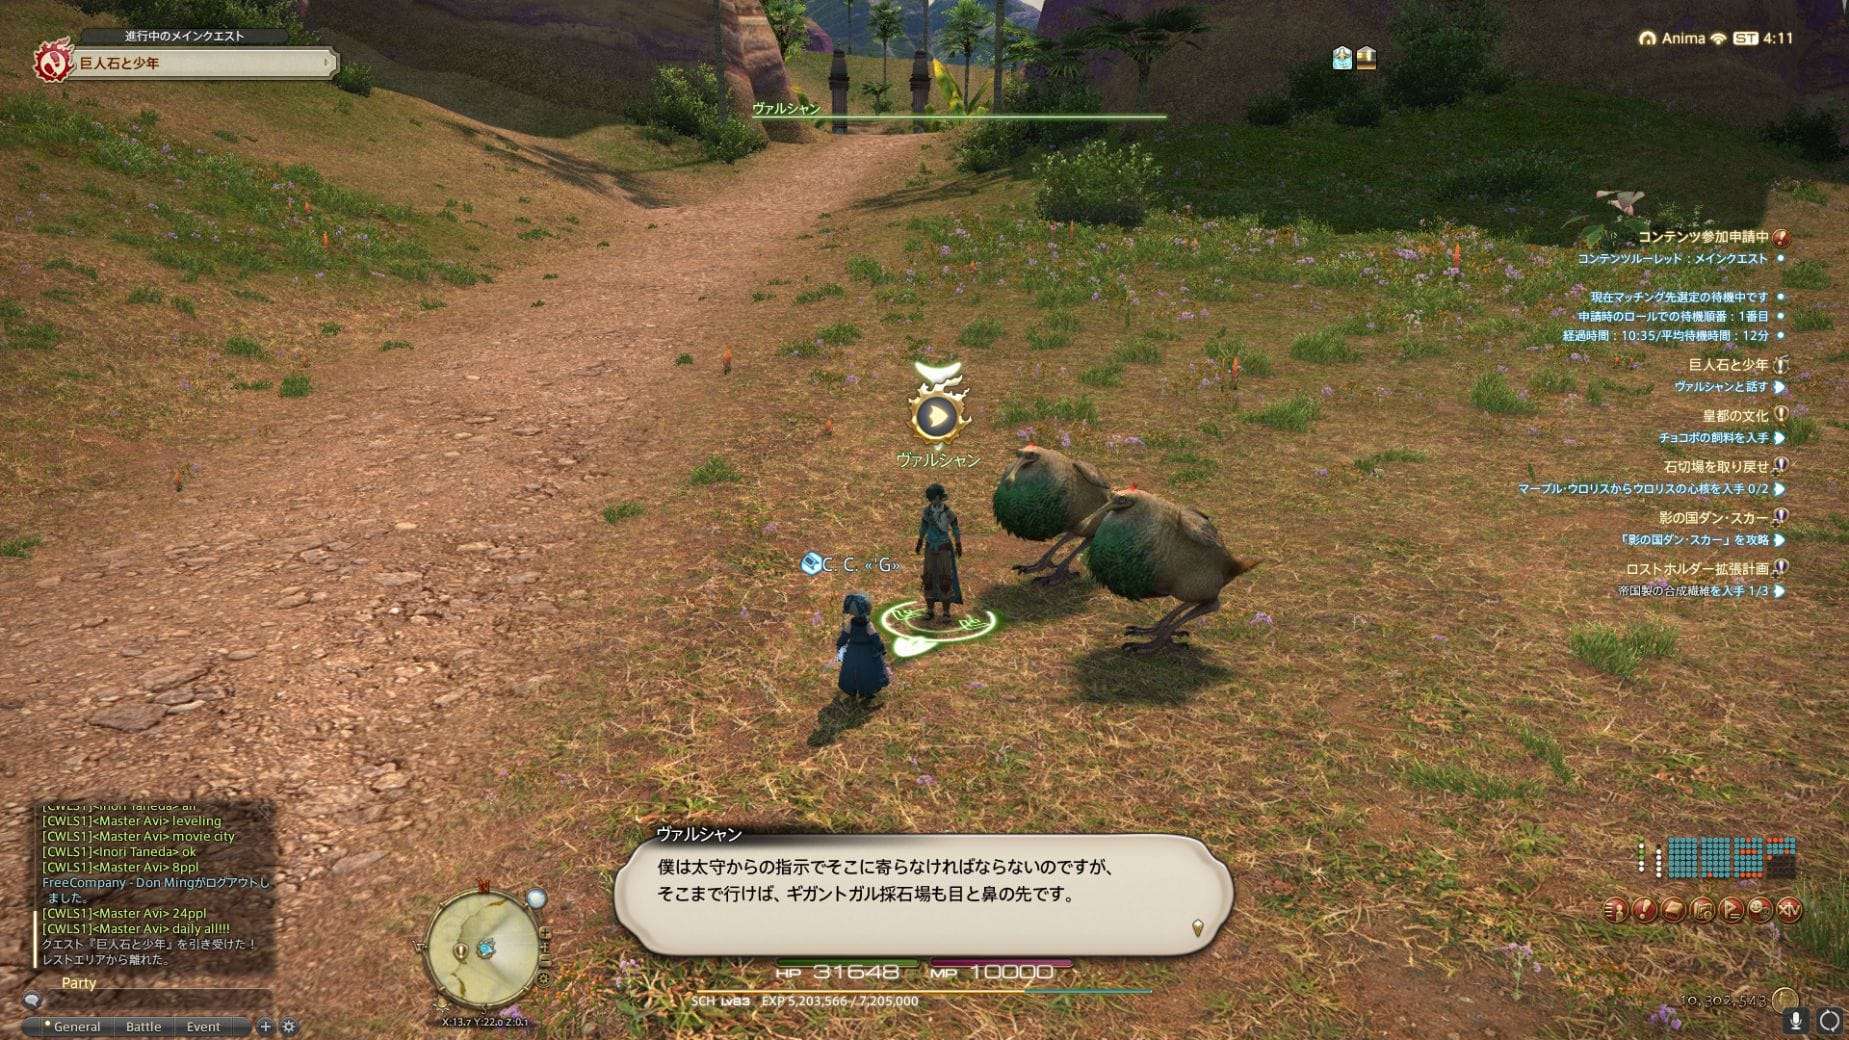 進行中のメインクエスト
巨人石と少年
ヴァルシャン
Anima ST 4:11
コンテンツ参加申請中
コンテンツルーレット：メインクエスト
現在マッチング先選定の待機中です
申請時のロールでの待機順番：1番目
経過時間：10:35/平均待機時間：12分
巨人石と少年
ヴァルシャンと話す
皇都の文化
チョコボの飼料を入手
石切場を取り戻せ
マーブル・ウロリスからウロリスの心核を入手 0/2
影の国ダン・スカー
「影の国ダン・スカー」を攻略
ロストホルダー拡張計画
帝国製の合成繊維を入手 1/3
ヴァルシャン
C. C. «'G»
[CWLS1]<Inori Taneda> all
[CWLS1]<Master Avi> leveling
[CWLS1]<Master Avi> movie city
[CWLS1]<Inori Taneda> ok
[CWLS1]<Master Avi> 8ppl
FreeCompany - Don Mingがログアウトし
ました。
[CWLS1]<Master Avi> 24ppl
[CWLS1]<Master Avi> daily all!!!
クエスト『巨人石と少年』を引き受けた！
レストエリアから離れた。
Party
General Battle Event
X:13.7 Y:22.0 Z:0.1
ヴァルシャン
僕は太守からの指示でそこに寄らなければならないのですが、
そこまで行けば、ギガントガル採石場も目と鼻の先です。
HP 31648 MP 10000
SCH Lv83 EXP 5,203,566 / 7,205,000
XIV
10,302,543